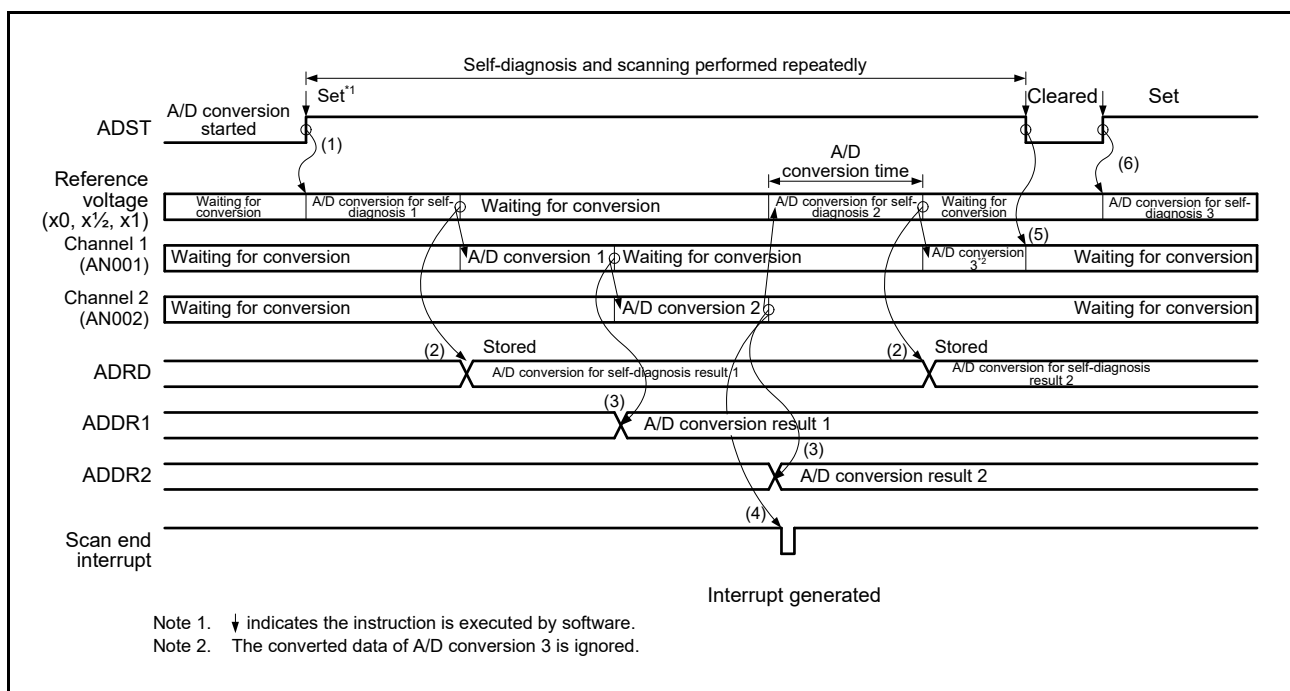 Self-diagnosis and scanning performed repeatedly
A/D conversion
started
Set*1
Cleared
Set
ADST
(1)
A/D
conversion time
(6)
Reference
voltage
(x0, x½, x1)
Waiting for
conversion
A/D conversion for self-
diagnosis 1
Waiting for conversion
A/D conversion for self-
diagnosis 2
Waiting for
conversion
A/D conversion for self-
diagnosis 3
(5)
Channel 1
(AN001)
Waiting for conversion
A/D conversion 1
Waiting for conversion
A/D conversion
3*2
Waiting for conversion
Channel 2
(AN002)
Waiting for conversion
A/D conversion 2
Waiting for conversion
ADRD
(2)
Stored
A/D conversion for self-diagnosis result 1
(2)
Stored
A/D conversion for self-diagnosis
result 2
ADDR1
(3)
A/D conversion result 1
ADDR2
(3)
A/D conversion result 2
Scan end
interrupt
(4)
Interrupt generated
Note 1. ↓ indicates the instruction is executed by software.
Note 2. The converted data of A/D conversion 3 is ignored.